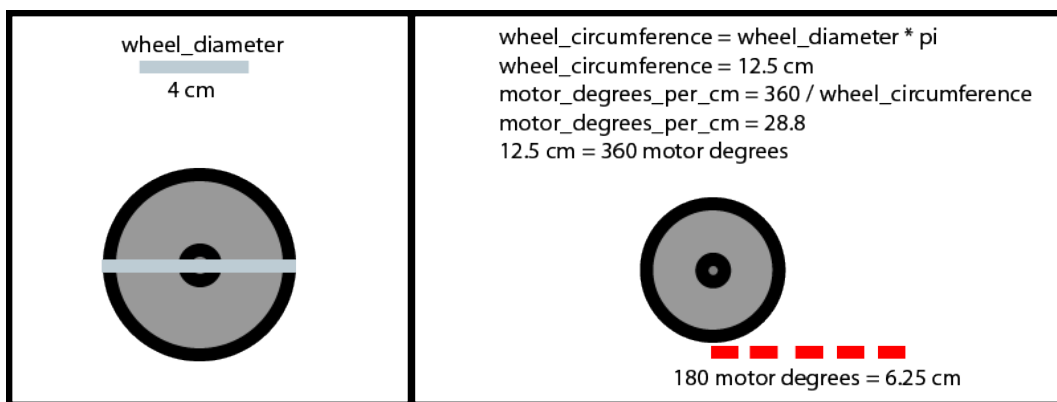 wheel_diameter
4 cm
wheel_circumference = wheel_diameter * pi
wheel_circumference = 12.5 cm
motor_degrees_per_cm = 360 / wheel_circumference
motor_degrees_per_cm = 28.8
12.5 cm = 360 motor degrees
180 motor degrees = 6.25 cm